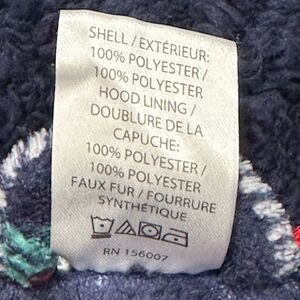 SHELL / EXTÉRIEUR:
100% POLYESTER /
100% POLYESTER
HOOD LINING /
DOUBLURE DE LA
CAPUCHE:
100% POLYESTER /
100% POLYESTER
FAUX FUR / FOURRURE
SYNTHÉTIQUE
RN 156007